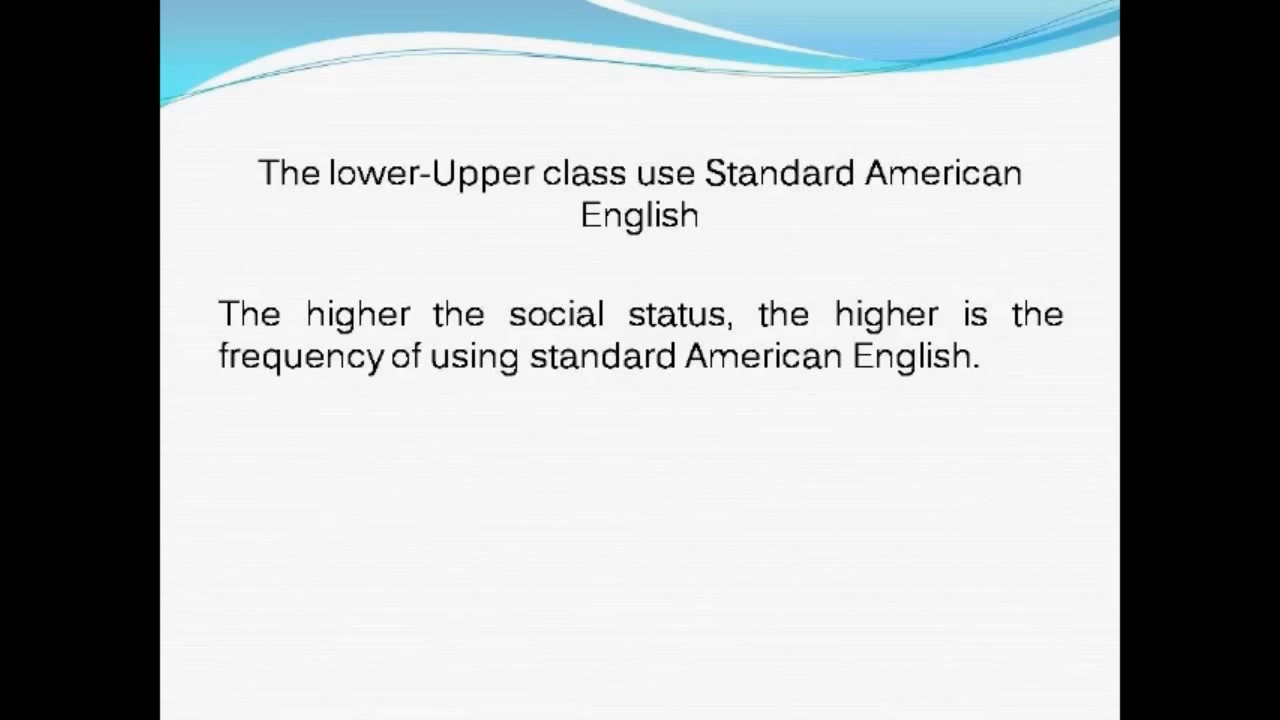 The lower-Upper class use Standard American
English
The higher the social status, the higher is the
frequency of using standard American English.